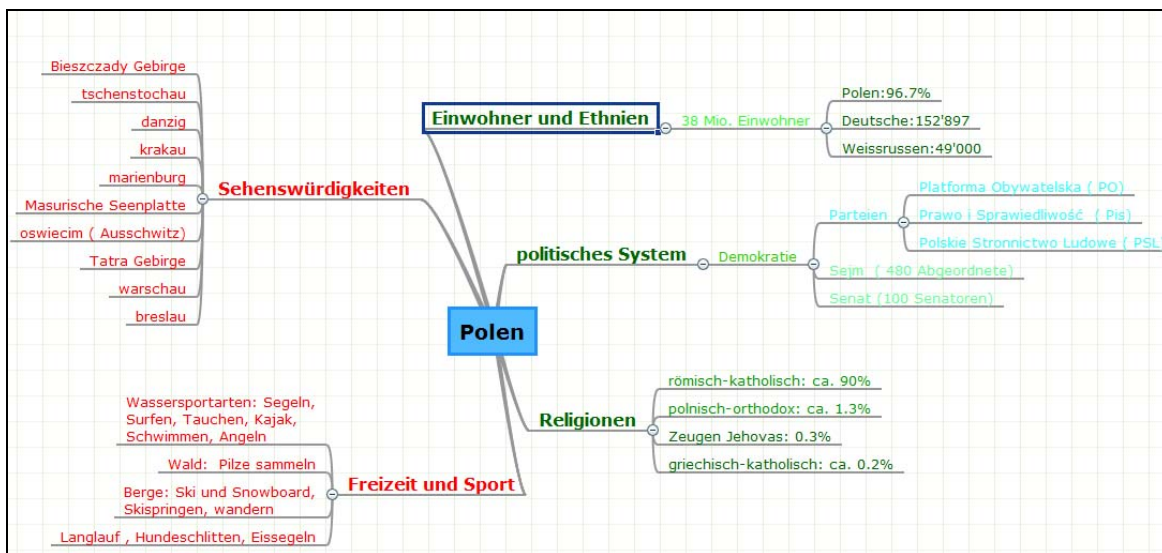 Bieszczady Gebirge
tschenstochau
danzig
krakau
marienburg
Masurische Seenplatte
oswiecim ( Ausschwitz)
Tatra Gebirge
warschau
breslau
Sehenswürdigkeiten
Einwohner und Ethnien
38 Mio. Einwohner
Polen:96.7%
Deutsche:152'897
Weissrussen:49'000
politisches System
Demokratie
Parteien
Platforma Obywatelska ( PO)
Prawo i Sprawiedliwość ( Pis)
Polskie Stronnictwo Ludowe ( PSL)
Sejm ( 480 Abgeordnete)
Senat (100 Senatoren)
Polen
Religionen
römisch-katholisch: ca. 90%
polnisch-orthodox: ca. 1.3%
Zeugen Jehovas: 0.3%
griechisch-katholisch: ca. 0.2%
Wassersportarten: Segeln,
Surfen, Tauchen, Kajak,
Schwimmen, Angeln
Wald: Pilze sammeln
Berge: Ski und Snowboard,
Skispringen, wandern
Langlauf , Hundeschlitten, Eissegeln
Freizeit und Sport